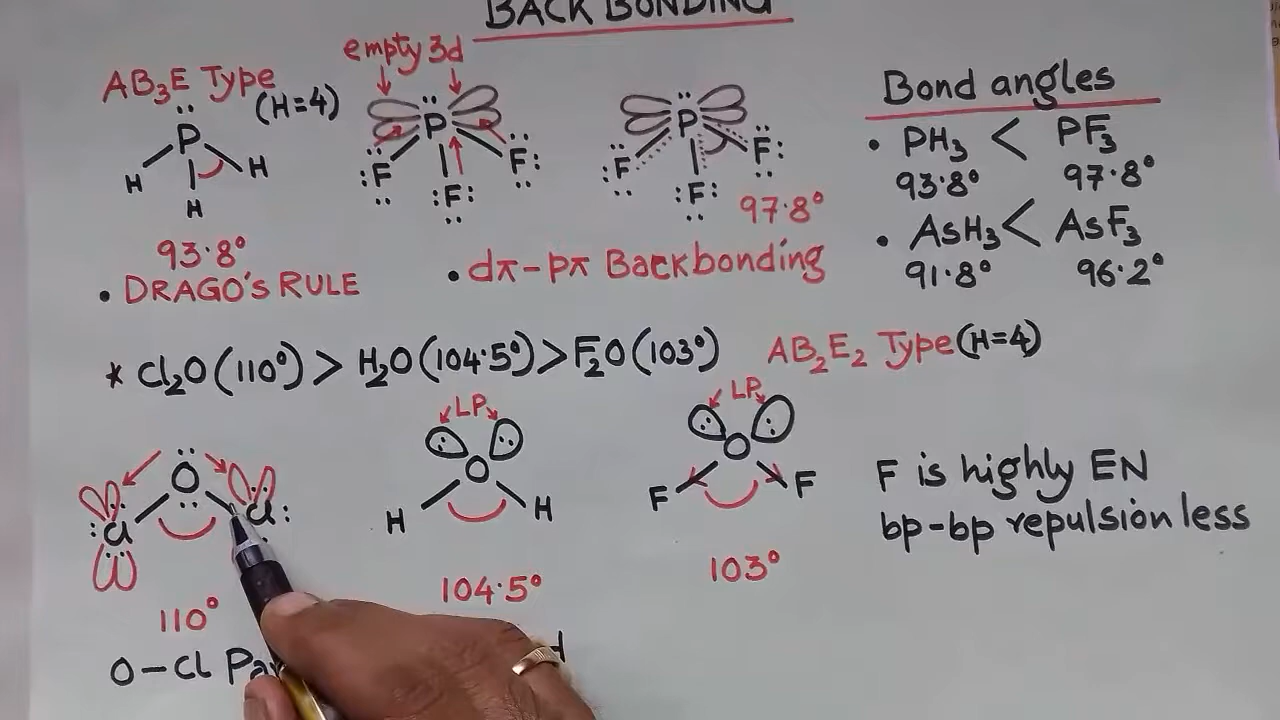 BACK BONDING
AB₃E Type
(H=4)
P
H H
H
93.8°
• DRAGO'S RULE
empty 3d
P
:F F:
:F:
P
:F F:
:F:
97.8°
• dπ-pπ Backbonding
Bond angles
• PH₃ < PF₃
93.8° 97.8°
• AsH₃ < AsF₃
91.8° 96.2°
* Cl₂O(110°) > H₂O(104.5°) > F₂O(103°) AB₂E₂ Type (H=4)
O
:Cl Cl:
110°
O-Cl
LP
O
H H
104.5°
LP
O
F F
103°
F is highly EN
bp-bp repulsion less